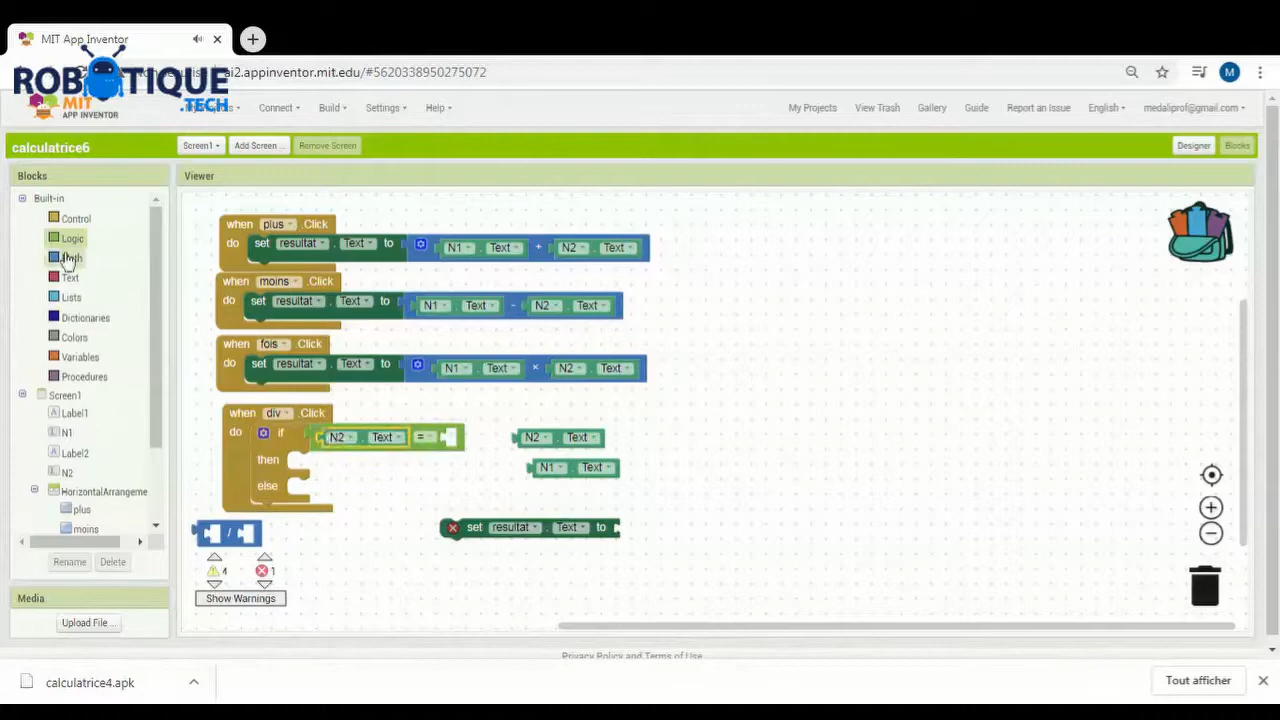 MIT App Inventor
ai2.appinventor.mit.edu/#5620338950275072
M
ROBOTIQUE
.TECH
MIT
APP INVENTOR
Connect
Build
Settings
Help
My Projects
View Trash
Gallery
Guide
Report an Issue
English
medaliprof@gmail.com
calculatrice6
Screen1
Add Screen ...
Remove Screen
Designer
Blocks
Blocks
Viewer
Built-in
Control
Logic
Text
Lists
Dictionaries
Colors
Variables
Procedures
Screen1
Label1
N1
Label2
N2
HorizontalArrangeme
plus
moins
Rename
Delete
Media
Upload File ...
when plus .Click
do set resultat . Text to N1 . Text + N2 . Text
when moins .Click
do set resultat . Text to N1 . Text - N2 . Text
when fois .Click
do set resultat . Text to N1 . Text × N2 . Text
when div .Click
do if N2 . Text =
then
else
N2 . Text
N1 . Text
set resultat . Text to
/
4
1
Show Warnings
Privacy Policy and Terms of Use
calculatrice4.apk
Tout afficher